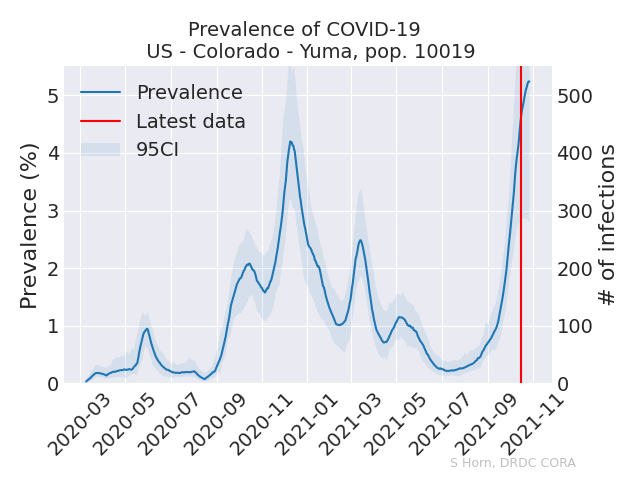 Prevalence of COVID-19
US - Colorado - Yuma, pop. 10019
Prevalence
Latest data
95CI
Prevalence (%)
5
4
3
2
1
0
500
400
300
200
100
0
# of infections
2020-03
2020-05
2020-07
2020-09
2020-11
2021-01
2021-03
2021-05
2021-07
2021-09
2021-11
S Horn, DRDC CORA